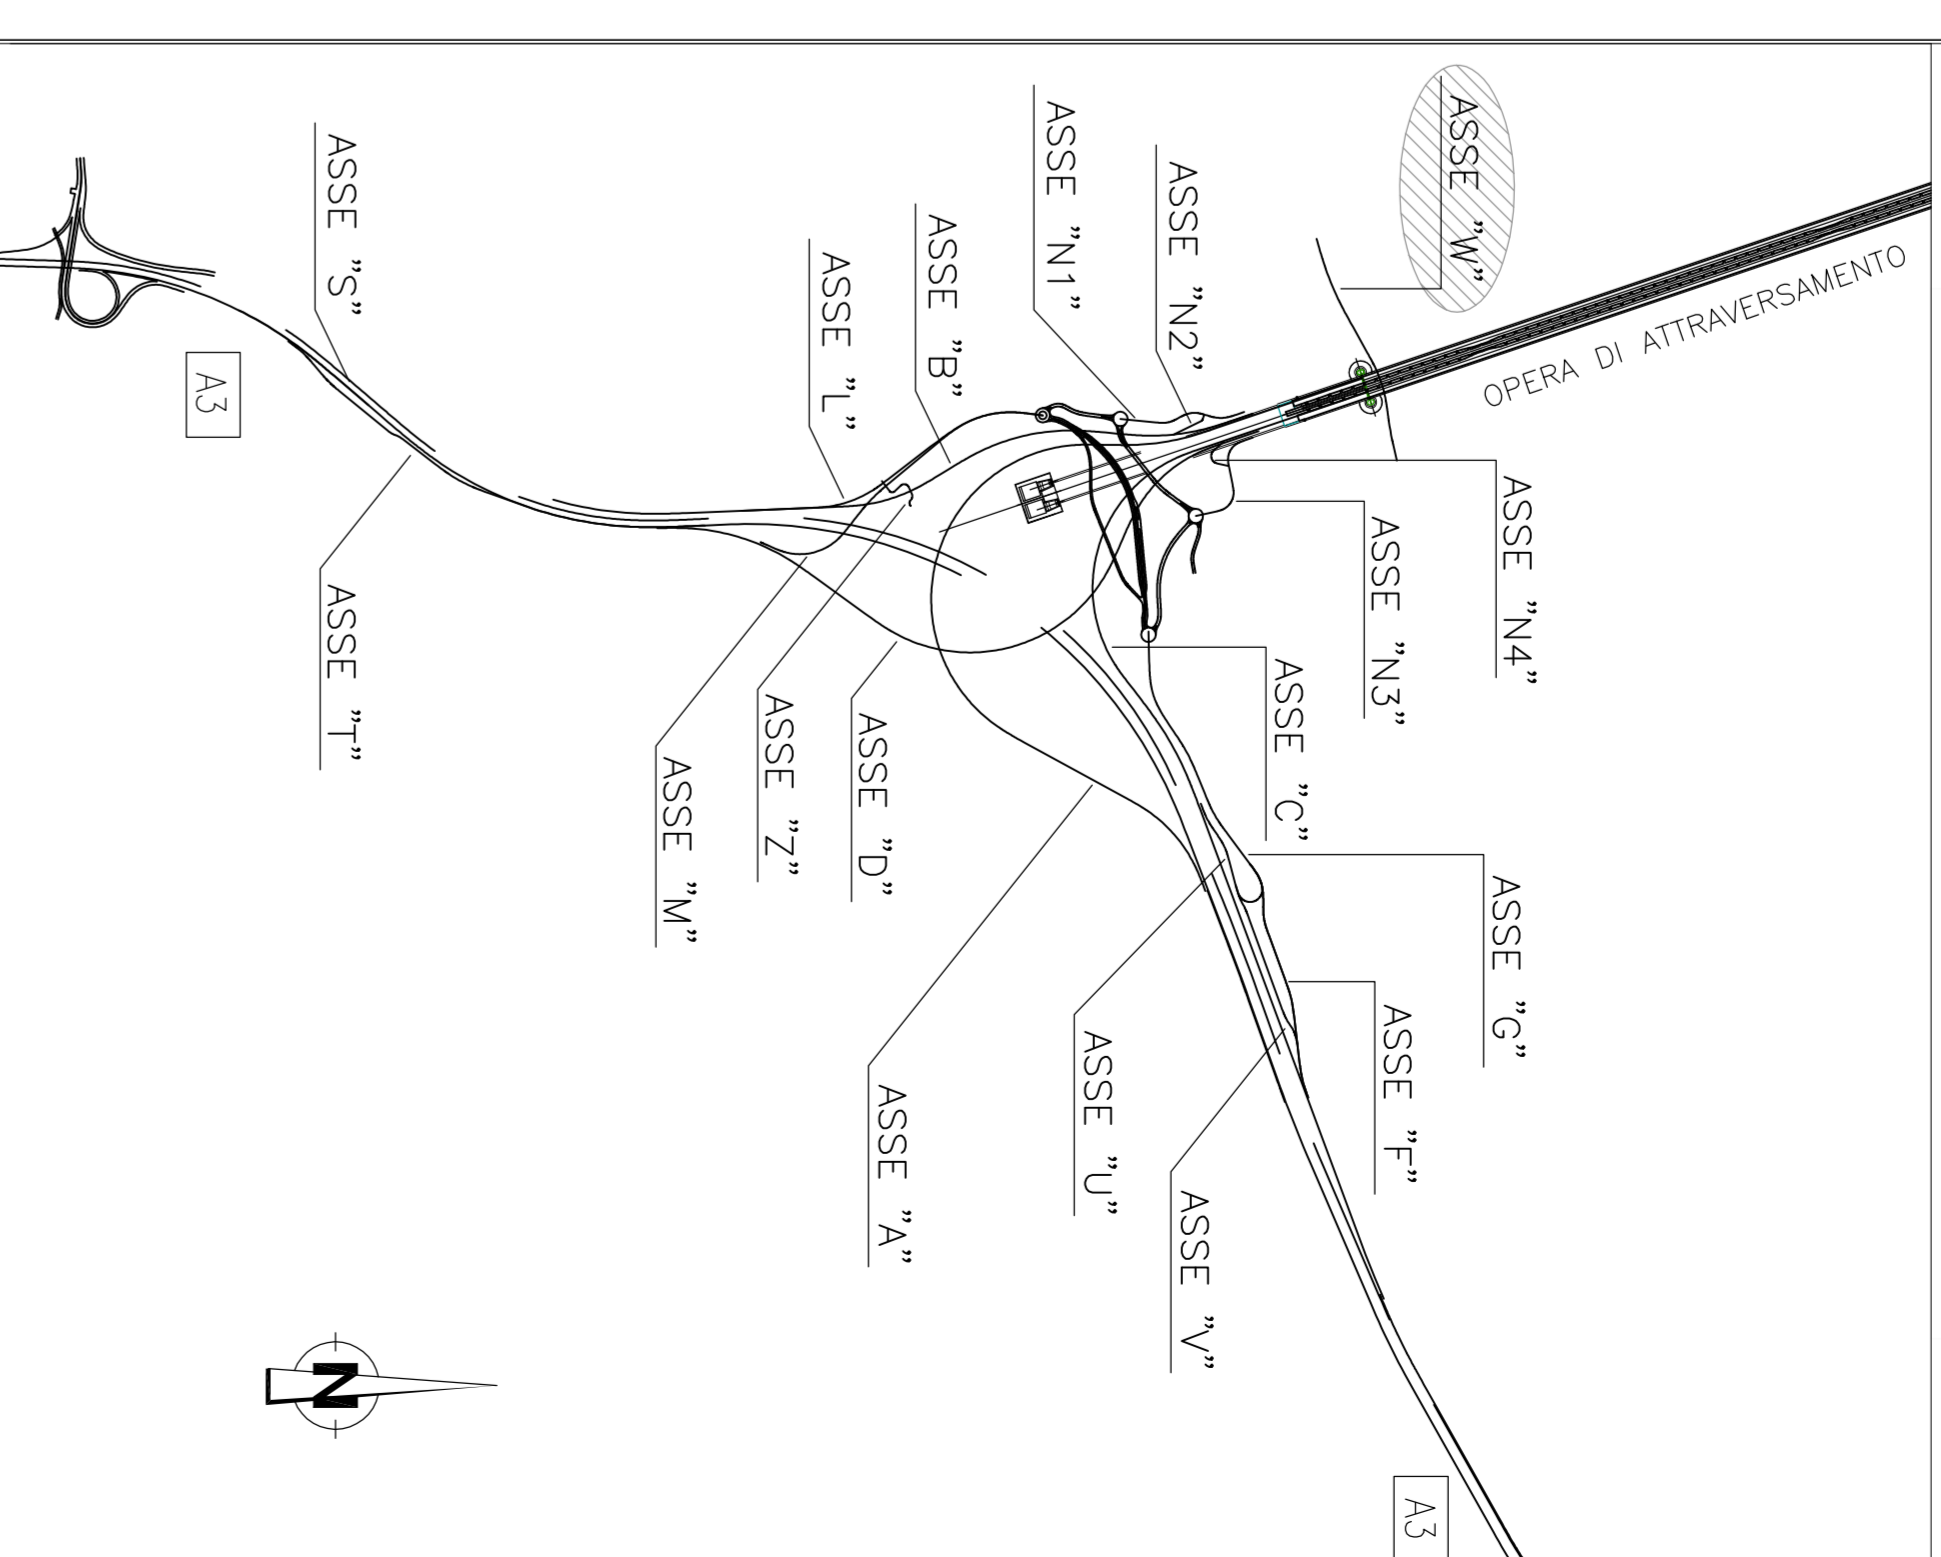 ASSE "W"
ASSE "N1"
ASSE "N2"
ASSE "S"
ASSE "B"
ASSE "L"
OPERA DI ATTRAVERSAMENTO
A3
ASSE "N4"
ASSE "N3"
ASSE "T"
ASSE "C"
ASSE "Z"
ASSE "D"
ASSE "M"
ASSE "G"
ASSE "F"
ASSE "U"
ASSE "A"
ASSE "V"
N
A3